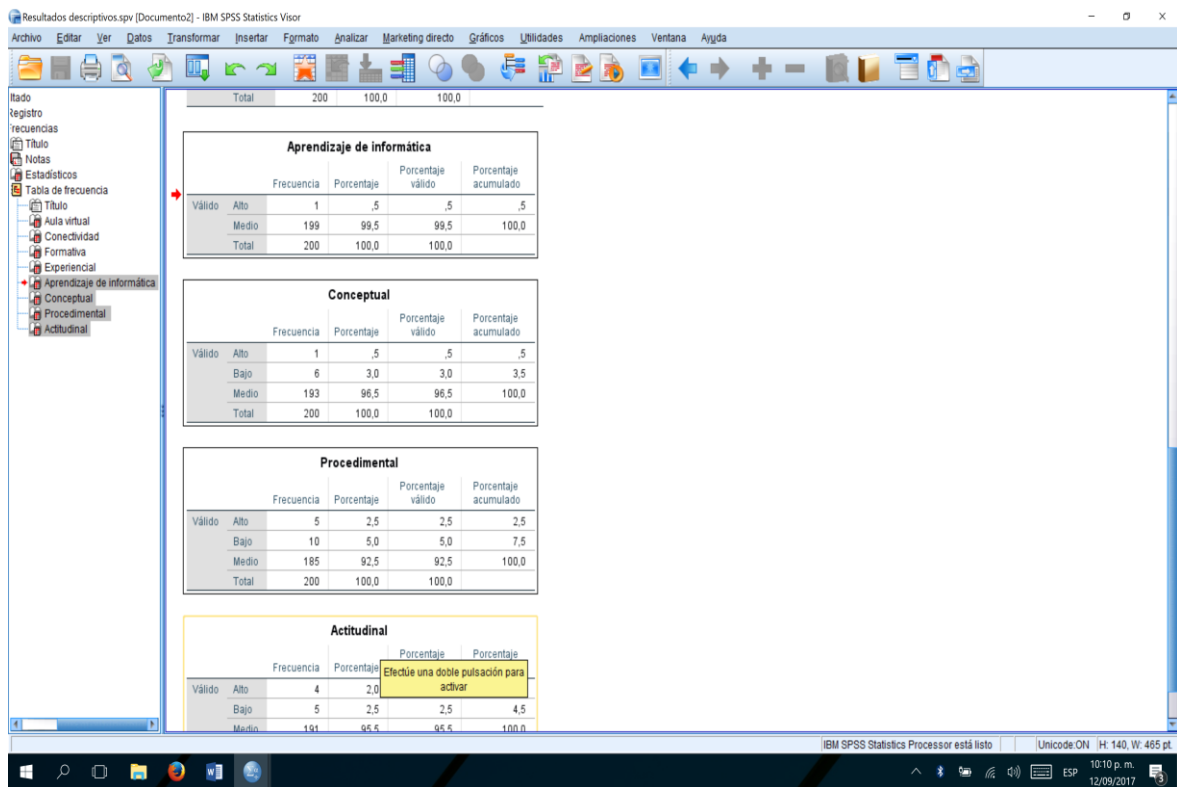 Resultados descriptivos.spv [Documento2] - IBM SPSS Statistics Visor
Archivo Editar Ver Datos Transformar Insertar Formato Analizar Marketing directo Gráficos Utilidades Ampliaciones Ventana Ayuda
ltado
Registro
recuencias
Título
Notas
Estadísticos
Tabla de frecuencia
Título
Aula virtual
Conectividad
Formativa
Experiencial
Aprendizaje de informática
Conceptual
Procedimental
Actitudinal
Total 200 100,0 100,0
Aprendizaje de informática
Frecuencia Porcentaje Porcentaje válido Porcentaje acumulado
Válido Alto 1 ,5 ,5 ,5
Medio 199 99,5 99,5 100,0
Total 200 100,0 100,0
Conceptual
Frecuencia Porcentaje Porcentaje válido Porcentaje acumulado
Válido Alto 1 ,5 ,5 ,5
Bajo 6 3,0 3,0 3,5
Medio 193 96,5 96,5 100,0
Total 200 100,0 100,0
Procedimental
Frecuencia Porcentaje Porcentaje válido Porcentaje acumulado
Válido Alto 5 2,5 2,5 2,5
Bajo 10 5,0 5,0 7,5
Medio 185 92,5 92,5 100,0
Total 200 100,0 100,0
Actitudinal
Frecuencia Porcentaje Porcentaje Porcentaje
Efectúe una doble pulsación para
activar
Válido Alto 4 2,0
Bajo 5 2,5 2,5 4,5
Medio 191 95,5 95,5 100,0
IBM SPSS Statistics Processor está listo Unicode:ON H: 140, W: 465 pt.
ESP
10:10 p. m.
12/09/2017
3